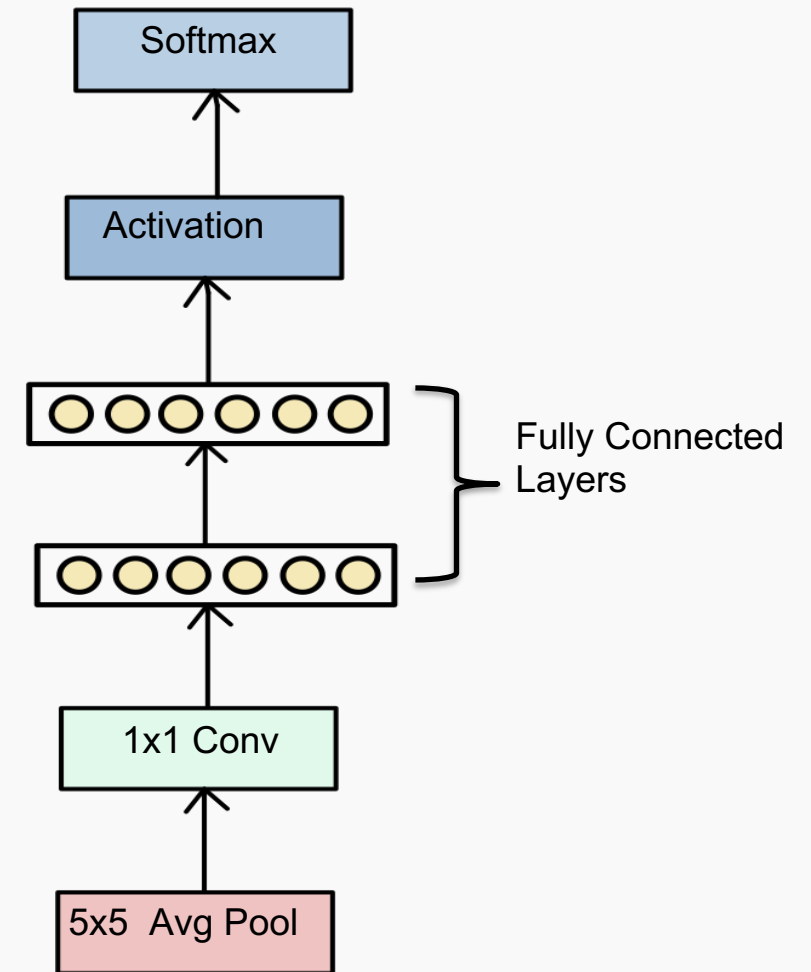 Softmax
Activation
Fully Connected
Layers
1x1 Conv
5x5 Avg Pool